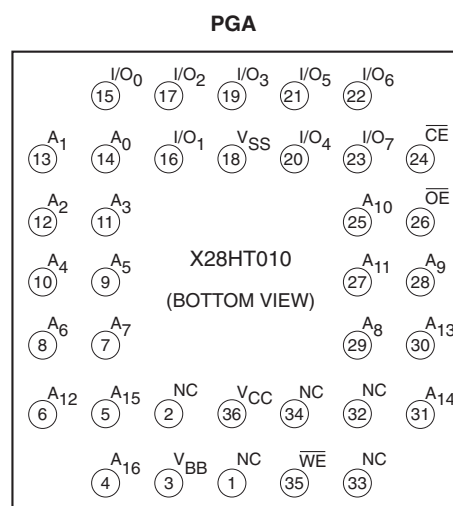 PGA
I/O0 I/O2 I/O3 I/O5 I/O6
15 17 19 21 22
A1 A0 I/O1 VSS I/O4 I/O7 C̅E̅
13 14 16 18 20 23 24
A2 A3 A10 O̅E̅
12 11 25 26
A4 A5 X28HT010 A11 A9
10 9 27 28
(BOTTOM VIEW)
A6 A7 A8 A13
8 7 29 30
A12 A15 NC VCC NC NC A14
6 5 2 36 34 32 31
A16 VBB NC W̅E̅ NC
4 3 1 35 33